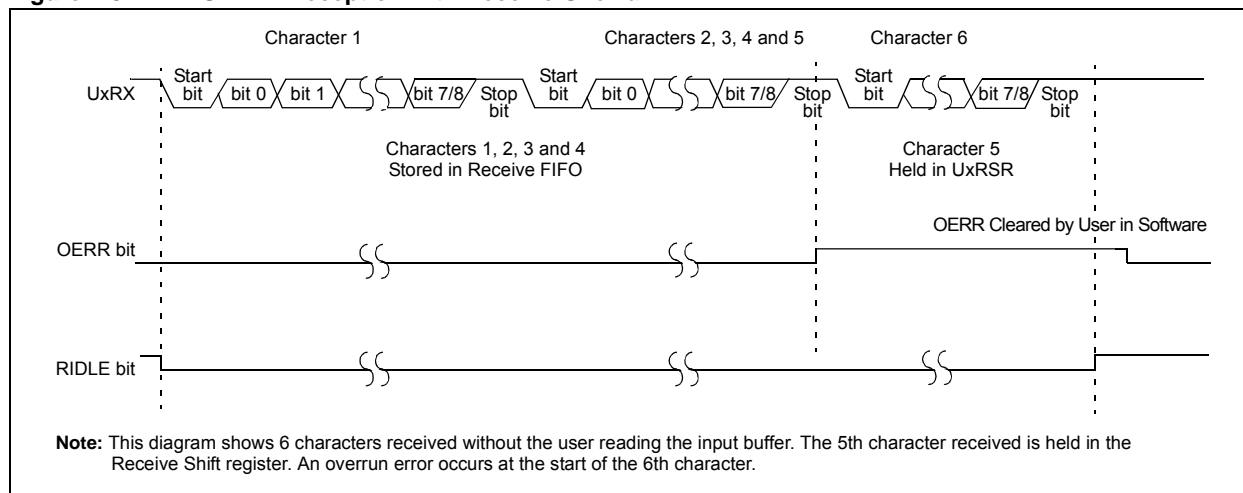 Character 1 Characters 2, 3, 4 and 5 Character 6
UxRX Start bit bit 0 bit 1 bit 7/8 Stop bit Start bit bit 0 bit 7/8 Stop bit Start bit bit 7/8 Stop bit
Characters 1, 2, 3 and 4
Stored in Receive FIFO
Character 5
Held in UxRSR
OERR Cleared by User in Software
OERR bit
RIDLE bit
Note: This diagram shows 6 characters received without the user reading the input buffer. The 5th character received is held in the
Receive Shift register. An overrun error occurs at the start of the 6th character.